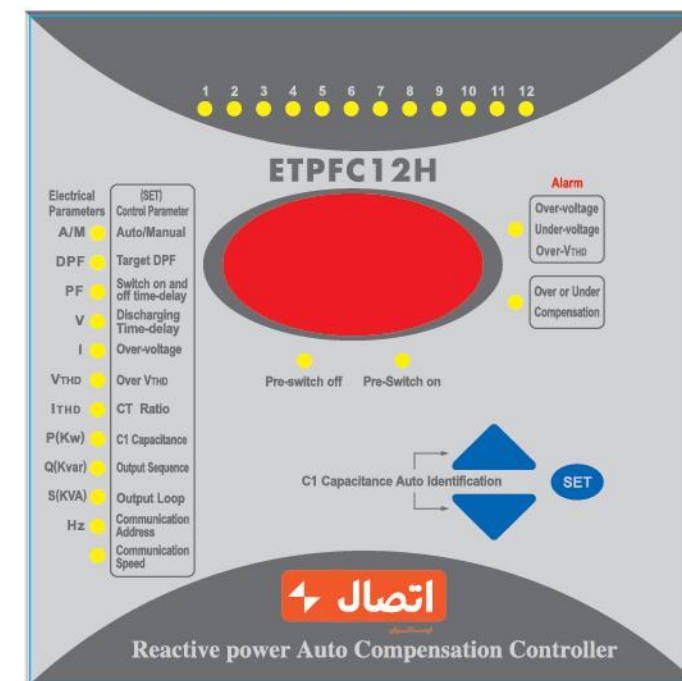 1 2 3 4 5 6 7 8 9 10 11 12
ETPFC12H
Electrical
Parameters
(SET)
Control Parameter
A/M
Auto/Manual
DPF
Target DPF
PF
Switch on and
off time-delay
V
Discharging
Time-delay
I
Over-voltage
VTHD
Over VTHD
ITHD
CT Ratio
P(Kw)
C1 Capacitance
Q(Kvar)
Output Sequence
S(KVA)
Output Loop
Hz
Communication
Address
Communication
Speed
Alarm
Over-voltage
Under-voltage
Over-VTHD
Over or Under
Compensation
Pre-switch off
Pre-Switch on
C1 Capacitance Auto Identification
SET
اتصال
Reactive power Auto Compensation Controller